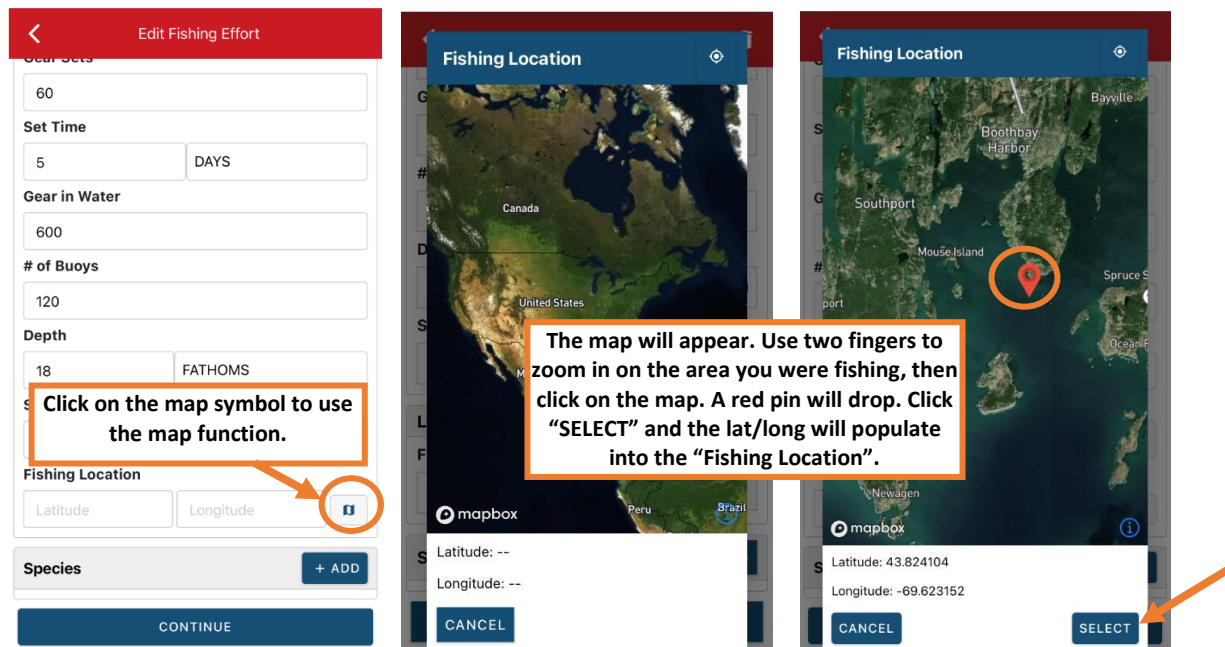 Edit Fishing Effort
Gear Sets
60
Set Time
5 DAYS
Gear in Water
600
# of Buoys
120
Depth
18 FATHOMS
S
Click on the map symbol to use
the map function.
Fishing Location
Latitude Longitude
Species + ADD
CONTINUE
Fishing Location
G
#
D
S
L
F
S
Canada
United States
M
Peru Brazil
mapbox
Latitude: --
Longitude: --
CANCEL
The map will appear. Use two fingers to
zoom in on the area you were fishing, then
click on the map. A red pin will drop. Click
“SELECT” and the lat/long will populate
into the “Fishing Location”.
Fishing Location
S
G
#
S
Bayville
Boothbay
Harbor
Southport
Mouse Island
Spruce S
port
Ocean P
Newagen
mapbox
Latitude: 43.824104
Longitude: -69.623152
CANCEL SELECT